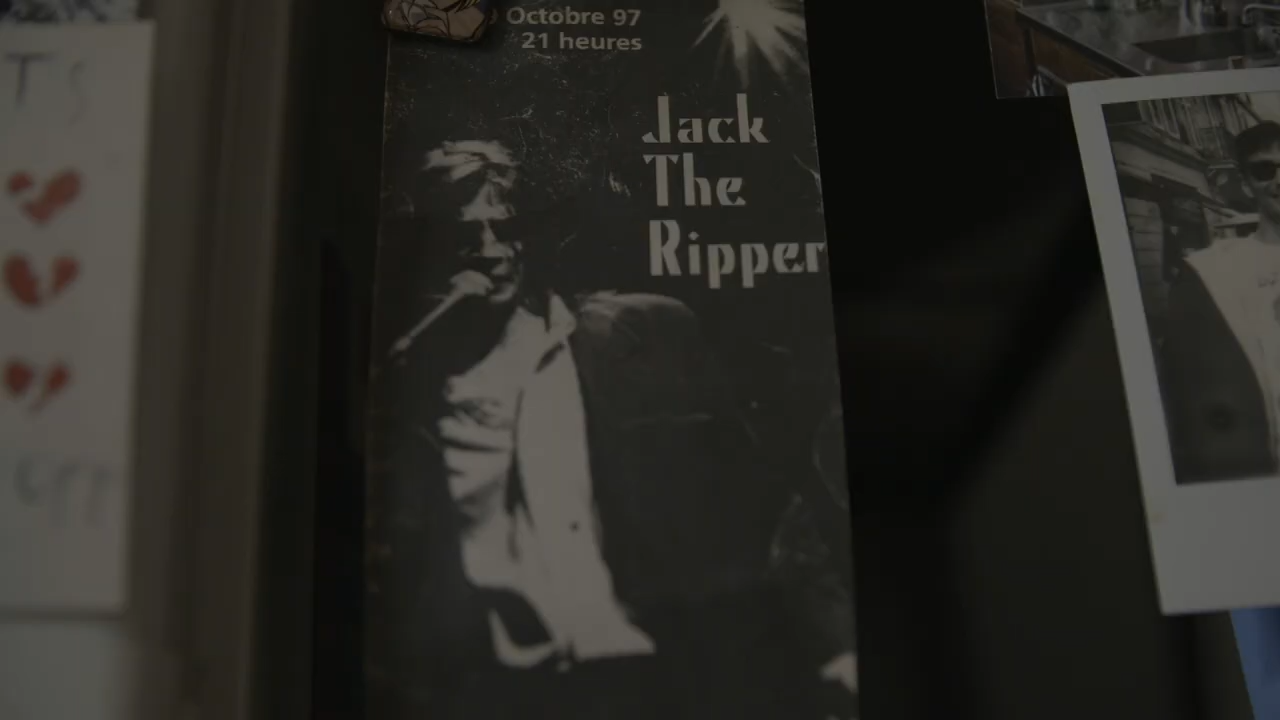 Octobre 97
21 heures
Jack
The
Ripper